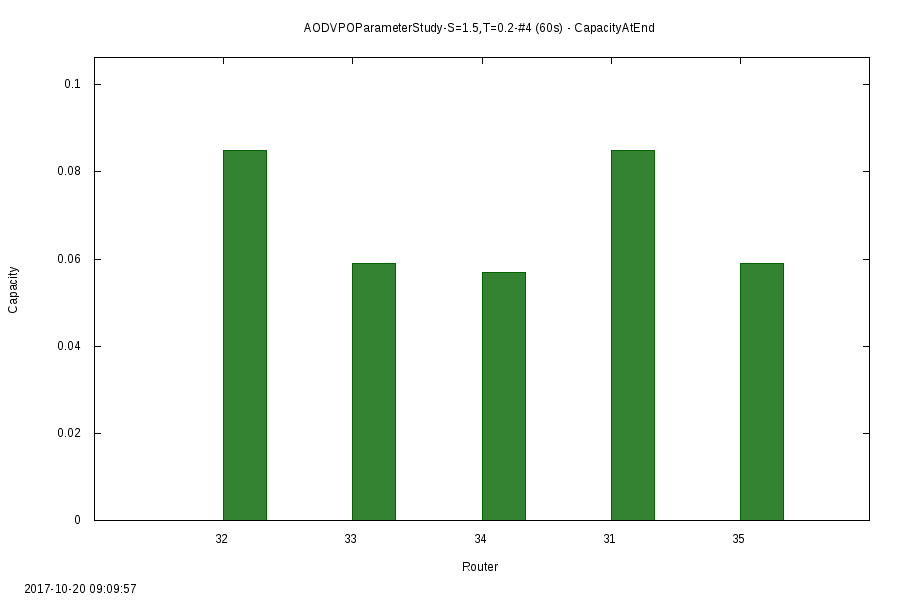 AODVPOParameterStudy-S=1.5,T=0.2-#4 (60s) - CapacityAtEnd
0.1
0.08
0.06
0.04
0.02
0
Capacity
32 33 34 31 35
Router
2017-10-20 09:09:57